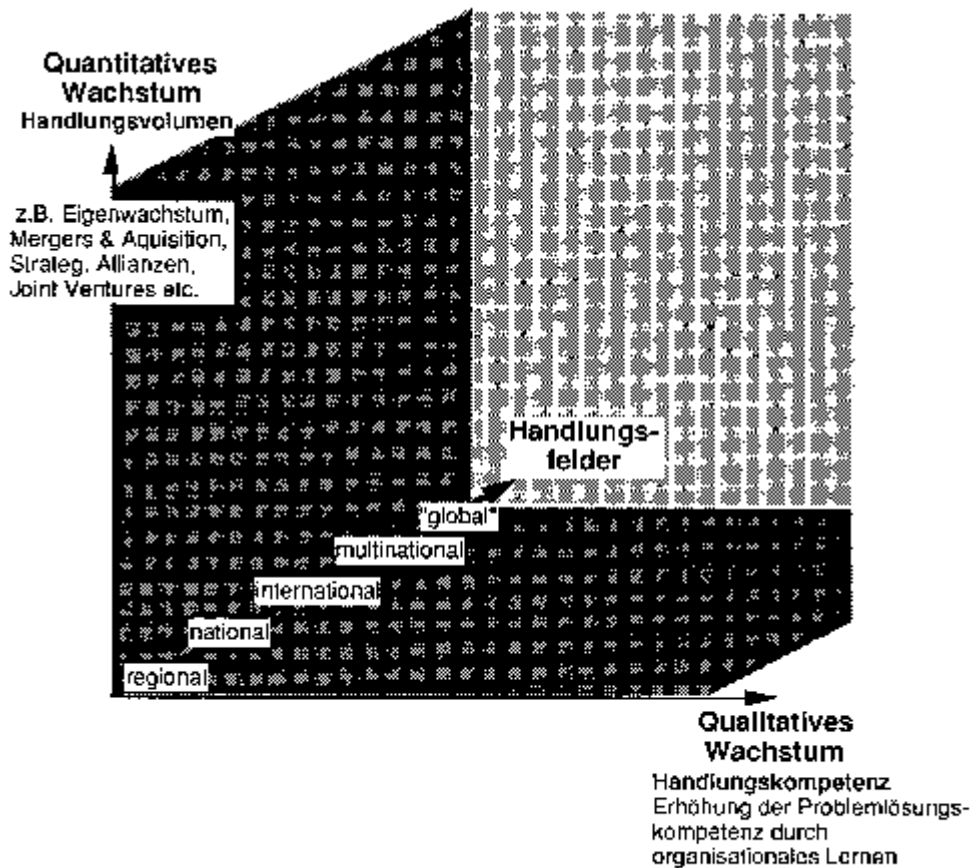 Quantitatives
Wachstum
Handlungsvolumen
z.B. Eigenwachstum,
Mergers & Aquisition,
Strateg. Allianzen,
Joint Ventures etc.
Handlungs-
felder
"global"
multinational
international
national
regional
Qualitatives
Wachstum
Handlungskompetenz
Erhöhung der Problemlösungs-
kompetenz durch
organisationales Lernen